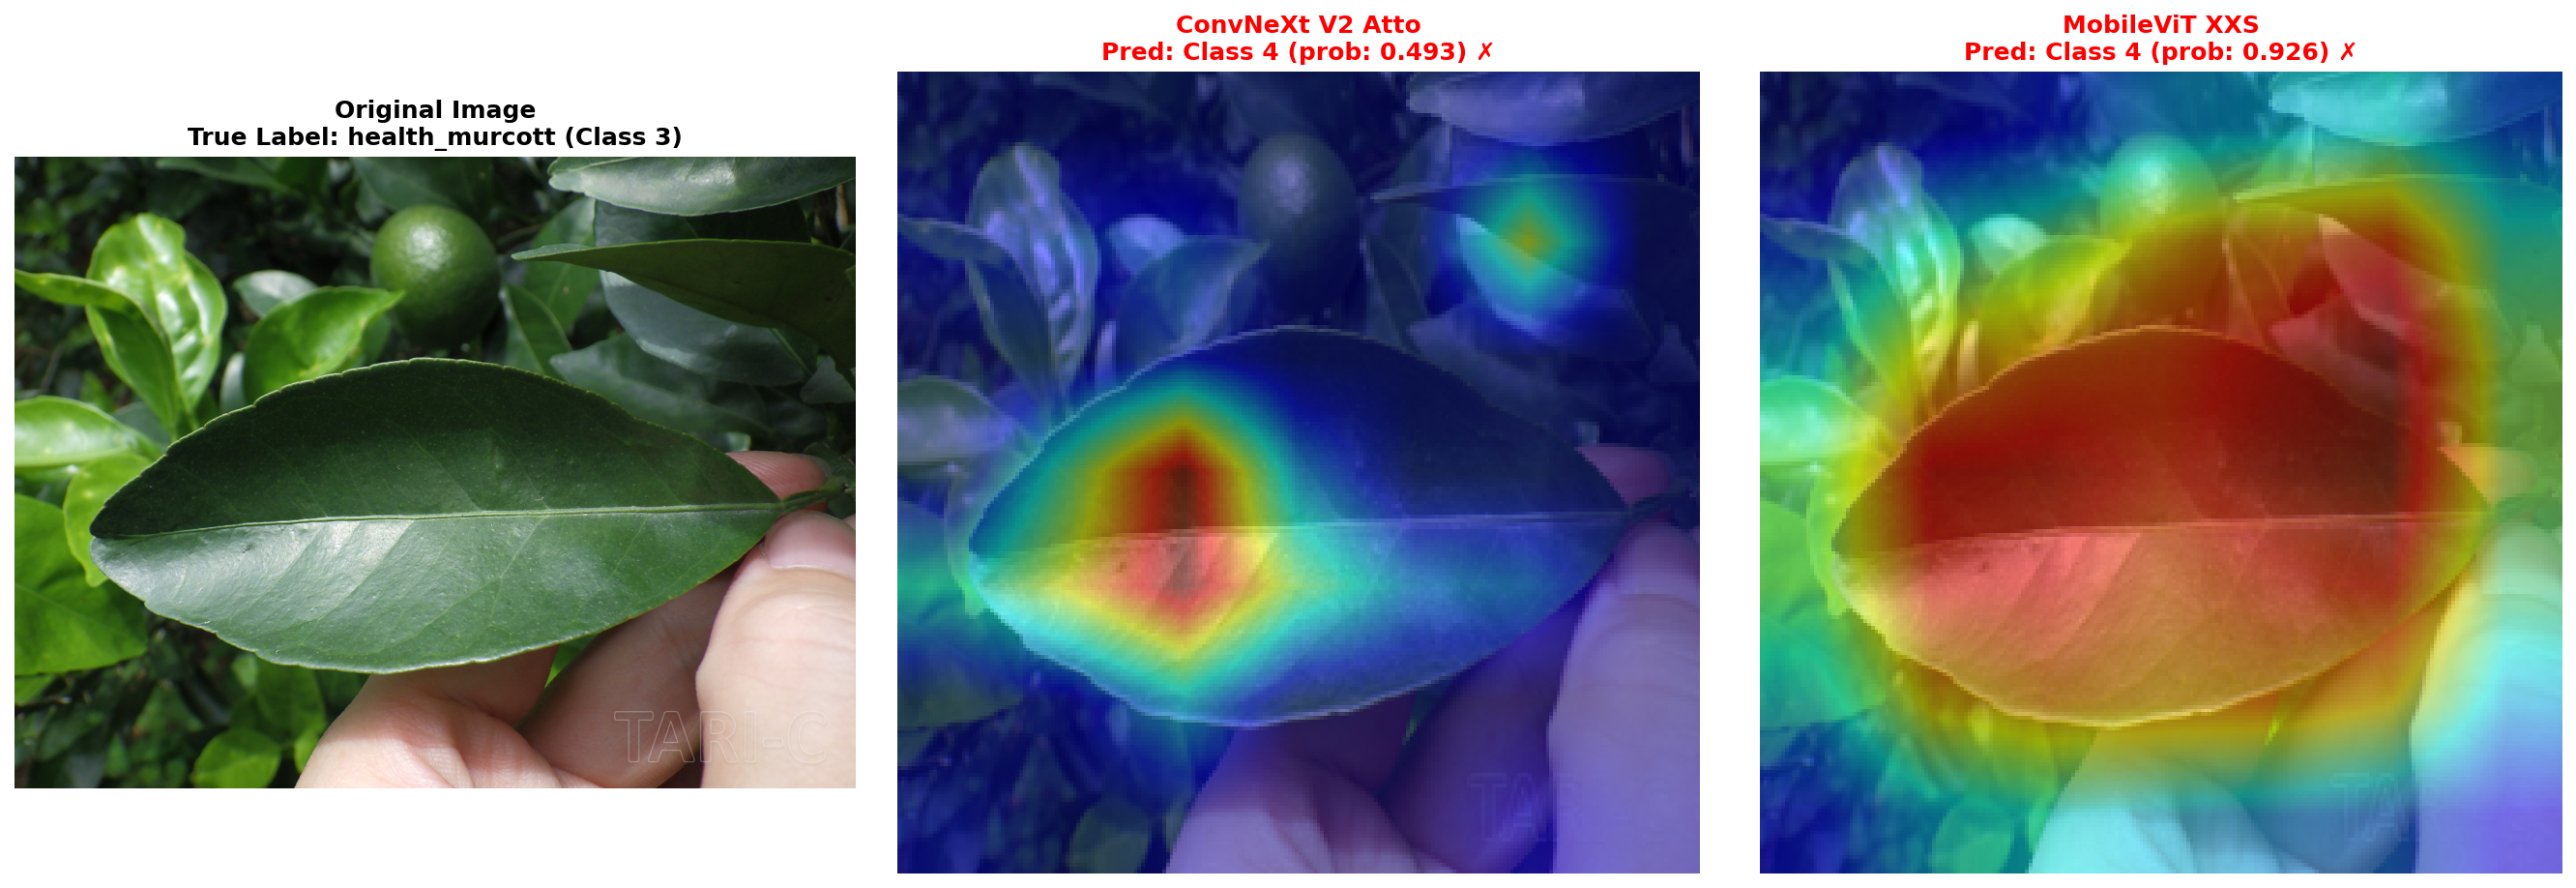 Original Image
True Label: health_murcott (Class 3)
TARI-C
ConvNeXt V2 Atto
Pred: Class 4 (prob: 0.493) ✗
MobileViT XXS
Pred: Class 4 (prob: 0.926) ✗